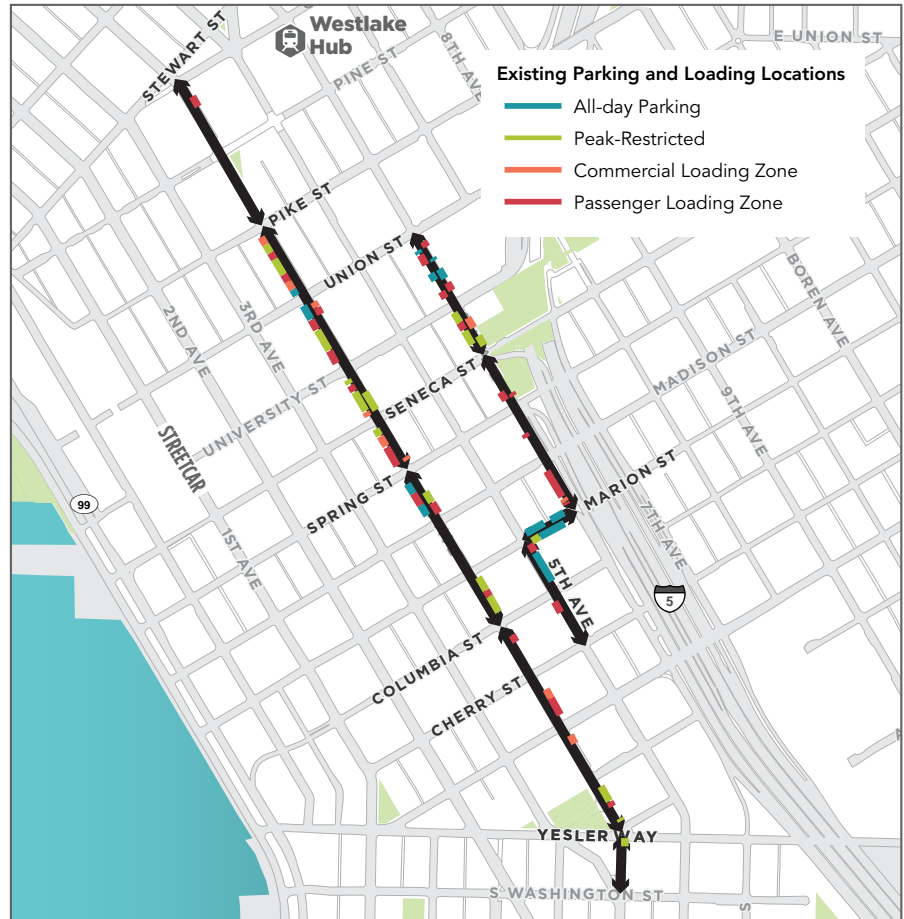 STEWART ST
Westlake
Hub
PINE ST
8TH AVE
E UNION ST
Existing Parking and Loading Locations
All-day Parking
Peak-Restricted
Commercial Loading Zone
Passenger Loading Zone
PIKE ST
UNION ST
BOREN AVE
2ND AVE
3RD AVE
MADISON ST
SENECA ST
9TH AVE
UNIVERSITY ST
STREETCAR
MARION ST
99
SPRING ST
7TH AVE
1ST AVE
5TH AVE
5
COLUMBIA ST
CHERRY ST
YESLER WAY
S WASHINGTON ST
S